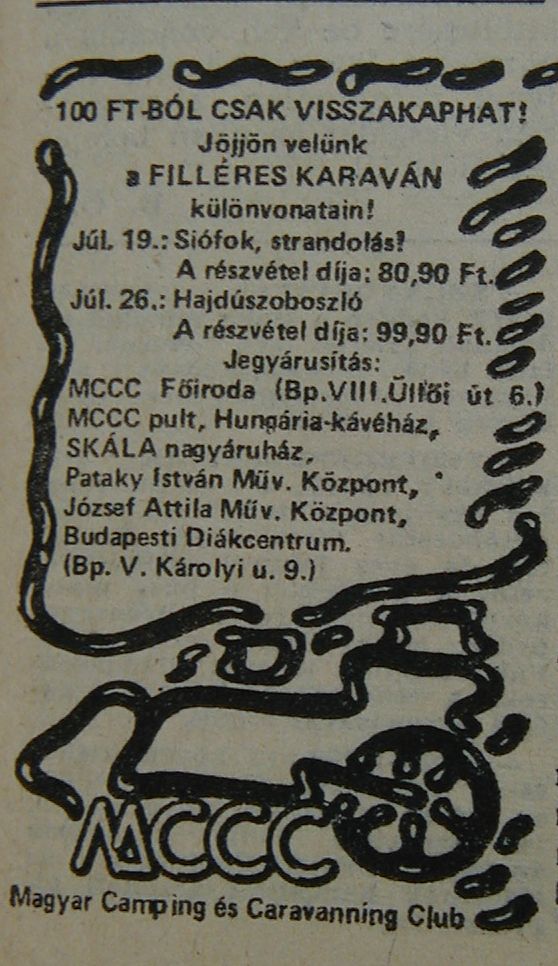 100 FT-BÓL CSAK VISSZAKAPHAT!
Jöjjön velünk
a FILLÉRES KARAVÁN
különvonatain!
Júl. 19.: Siófok, strandolás!
A részvétel díja: 80,90 Ft.
Júl. 26.: Hajdúszoboszló
A részvétel díja: 99,90 Ft.
Jegyárusítás:
MCCC Főiroda (Bp.VIII.Üllői út 6.)
MCCC pult, Hungária-kávéház,
SKÁLA nagyáruház,
Pataky István Műv. Központ,
József Attila Műv. Központ,
Budapesti Diákcentrum.
(Bp. V. Károlyi u. 9.)
MCCC
Magyar Camping és Caravanning Club